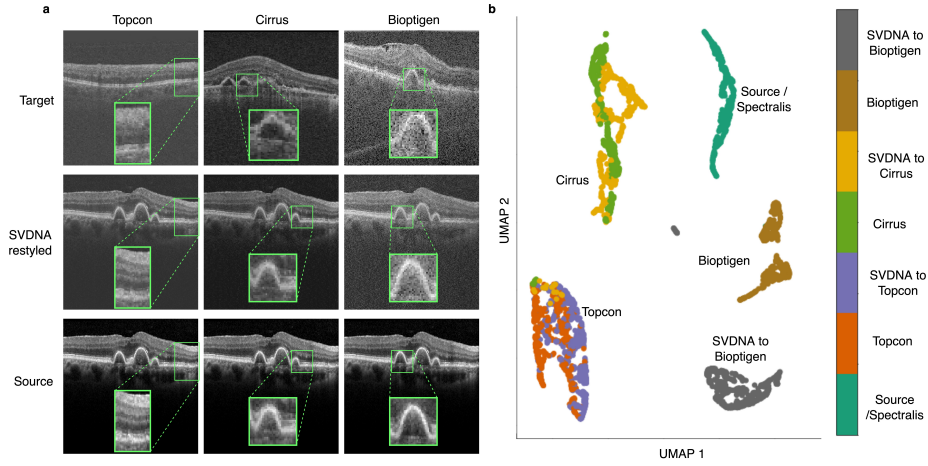 a
Topcon
Cirrus
Bioptigen
Target
SVDNA
restyled
Source
b
UMAP 2
UMAP 1
Cirrus
Source /
Spectralis
Bioptigen
Topcon
SVDNA to
Bioptigen
SVDNA to
Bioptigen
Bioptigen
SVDNA to
Cirrus
Cirrus
SVDNA to
Topcon
Topcon
Source
/Spectralis